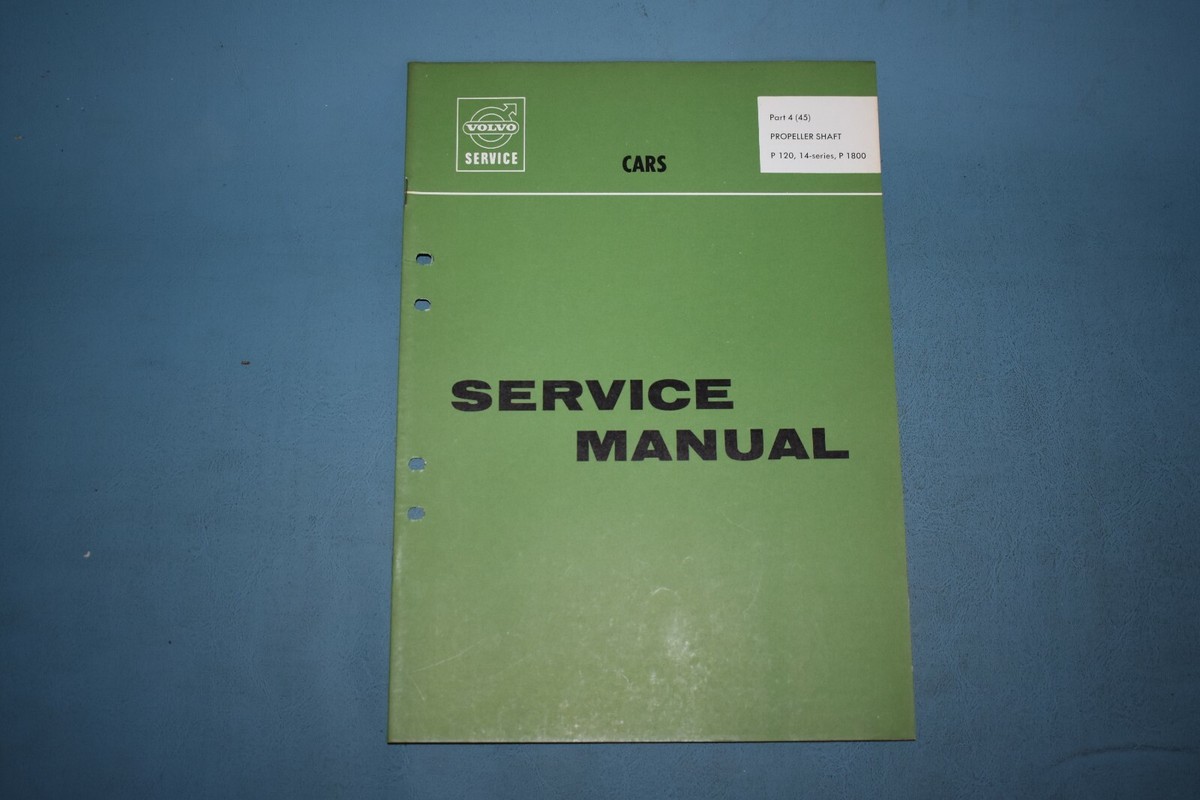 VOLVO
SERVICE
CARS
Part 4 (45)
PROPELLER SHAFT
P 120, 14-series, P 1800
SERVICE
MANUAL